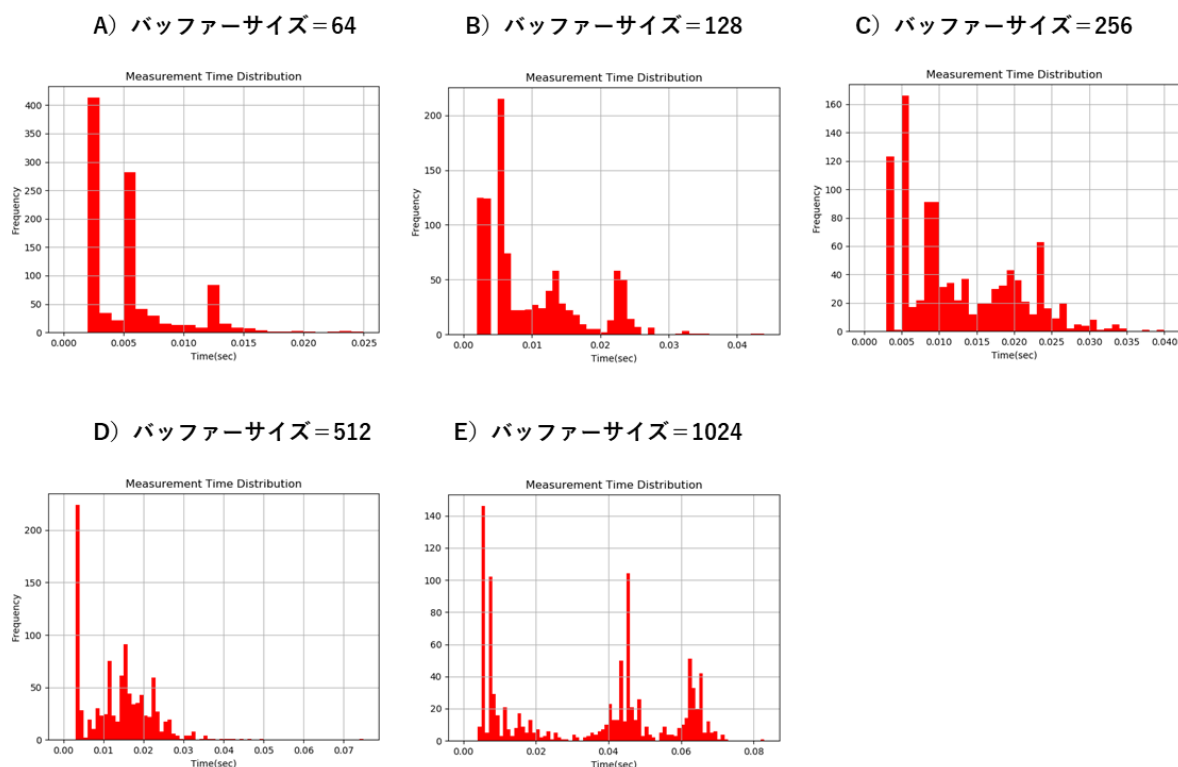 A）バッファーサイズ＝64
B）バッファーサイズ＝128
C）バッファーサイズ＝256
Measurement Time Distribution
Frequency
400
350
300
250
200
150
100
50
0
0.000 0.005 0.010 0.015 0.020 0.025
Time(sec)
Measurement Time Distribution
Frequency
200
150
100
50
0
0.00 0.01 0.02 0.03 0.04
Time(sec)
Measurement Time Distribution
Frequency
160
140
120
100
80
60
40
20
0
0.000 0.005 0.010 0.015 0.020 0.025 0.030 0.035 0.040
Time(sec)
D）バッファーサイズ＝512
E）バッファーサイズ＝1024
Measurement Time Distribution
Frequency
200
150
100
50
0
0.00 0.01 0.02 0.03 0.04 0.05 0.06 0.07
Time(sec)
Measurement Time Distribution
Frequency
140
120
100
80
60
40
20
0
0.00 0.02 0.04 0.06 0.08
Time(sec)